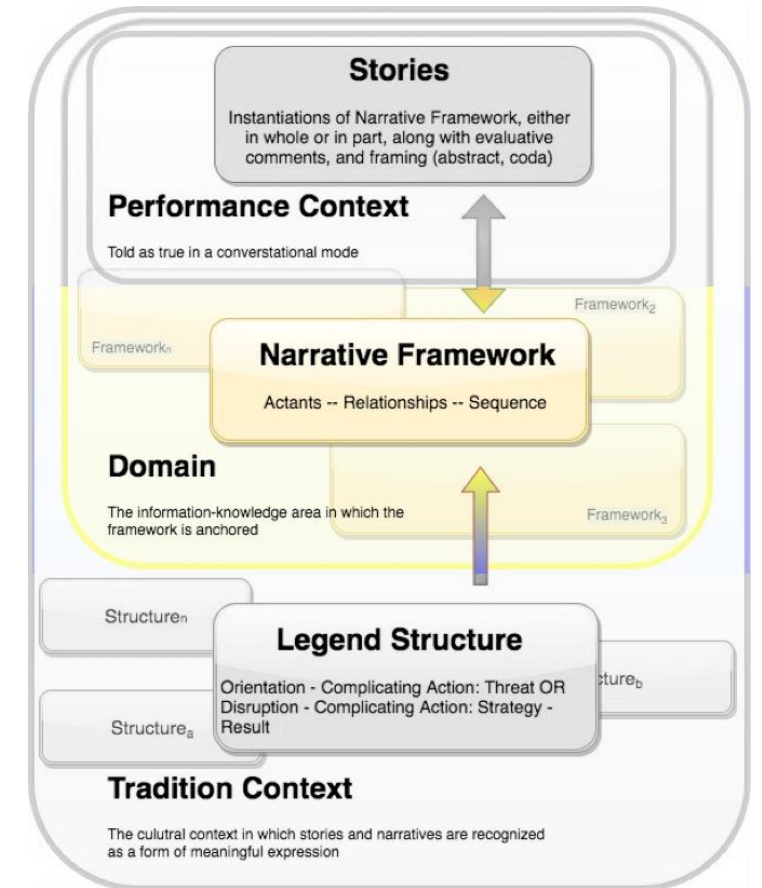 Stories
Instantiations of Narrative Framework, either
in whole or in part, along with evaluative
comments, and framing (abstract, coda)
Performance Context
Told as true in a converstational mode
Framework2
Frameworkn
Narrative Framework
Actants -- Relationships -- Sequence
Domain
The information-knowledge area in which the
framework is anchored
Framework3
Structuren
Legend Structure
Orientation - Complicating Action: Threat OR
Disruption - Complicating Action: Strategy -
Result
cture_b
Structurea
Tradition Context
The culutral context in which stories and narratives are recognized
as a form of meaningful expression